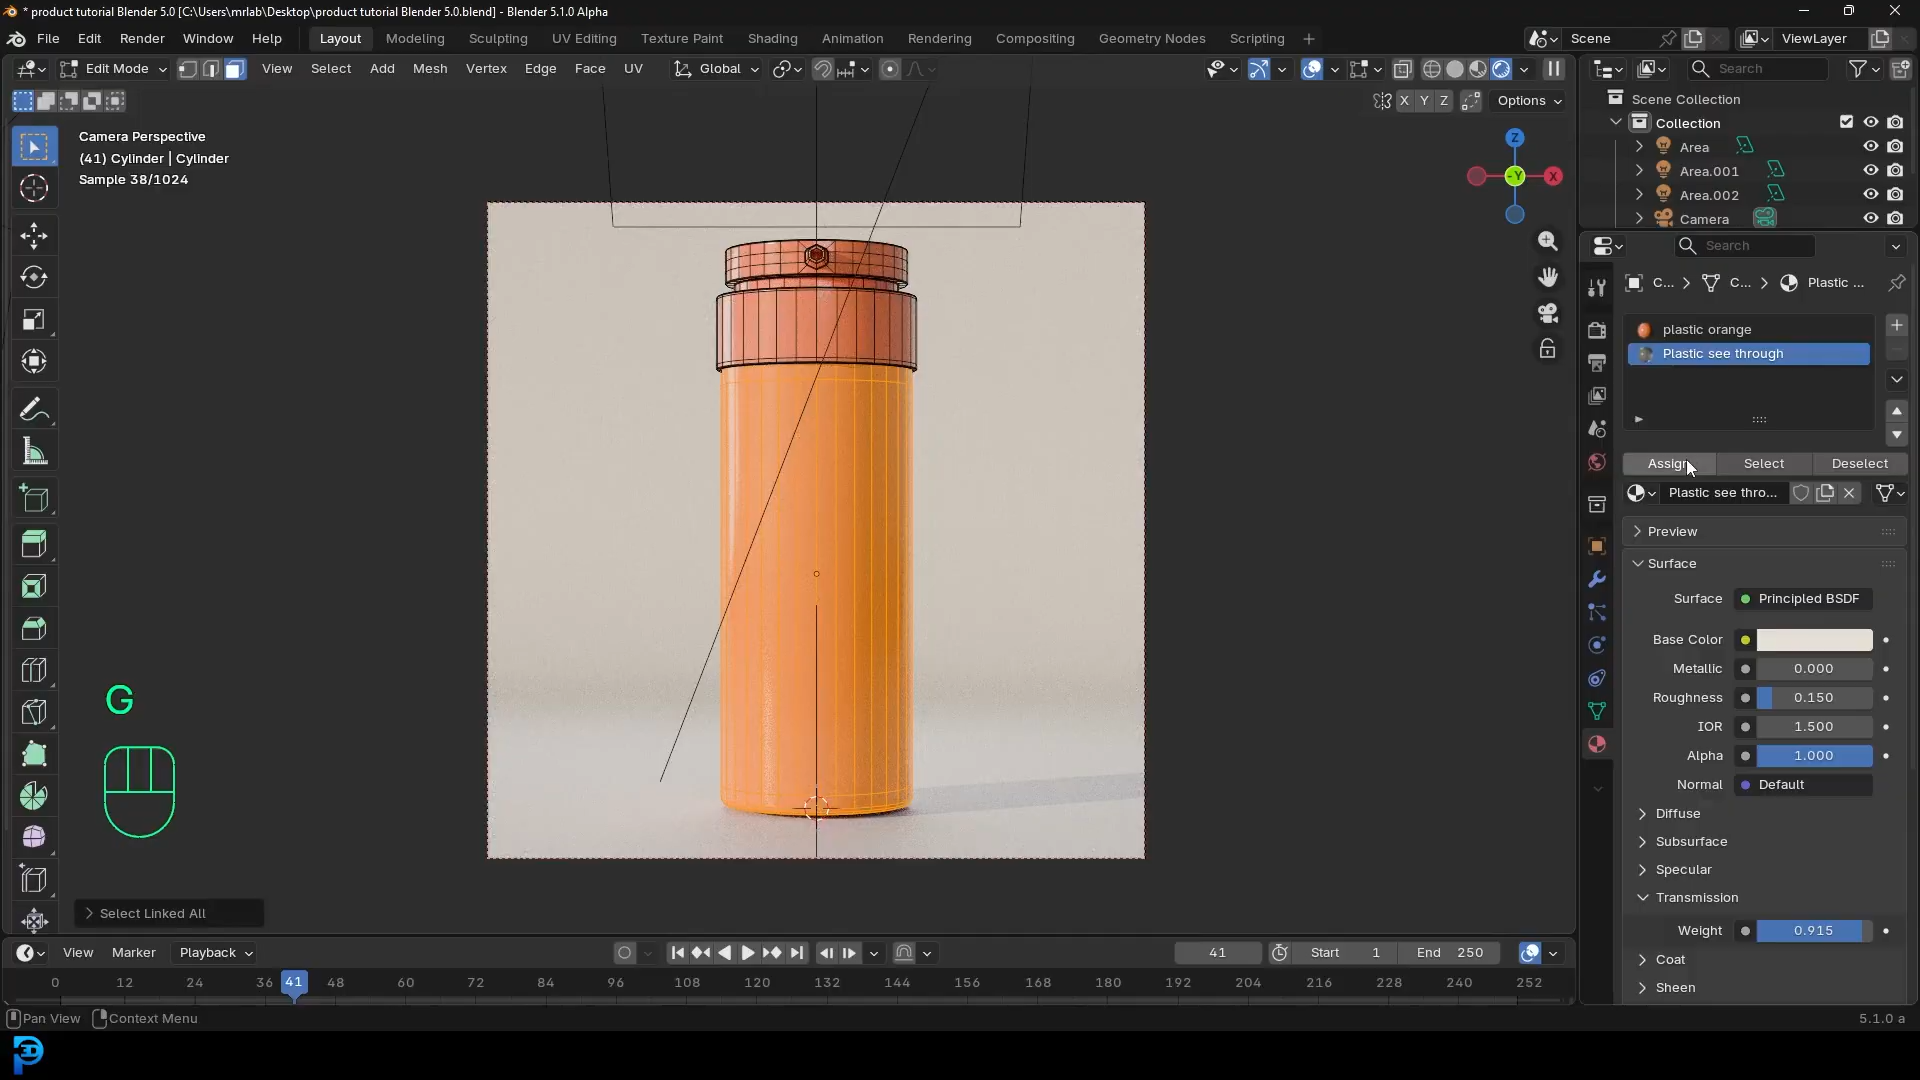 * product tutorial Blender 5.0 [C:\Users\mrlab\Desktop\product tutorial Blender 5.0.blend] - Blender 5.1.0 Alpha
File Edit Render Window Help Layout Modeling Sculpting UV Editing Texture Paint Shading Animation Rendering Compositing Geometry Nodes Scripting + Scene ViewLayer
Edit Mode View Select Add Mesh Vertex Edge Face UV Global Search
X Y Z Options
Scene Collection
Camera Perspective
Collection
(41) Cylinder | Cylinder
Area
Sample 38/1024
Area.001
Z
-Y X
Area.002
Camera
Search
C... C... Plastic ...
plastic orange
Plastic see through
Assign Select Deselect
Plastic see thro...
Preview
Surface
Surface Principled BSDF
Base Color
Metallic 0.000
Roughness 0.150
IOR 1.500
Alpha 1.000
Normal Default
Diffuse
Subsurface
Specular
Transmission
Weight 0.915
Coat
Sheen
G
Select Linked All
View Marker Playback 41 Start 1 End 250
0 12 24 36 41 48 60 72 84 96 108 120 132 144 156 168 180 192 204 216 228 240 252
Pan View Context Menu 5.1.0 a